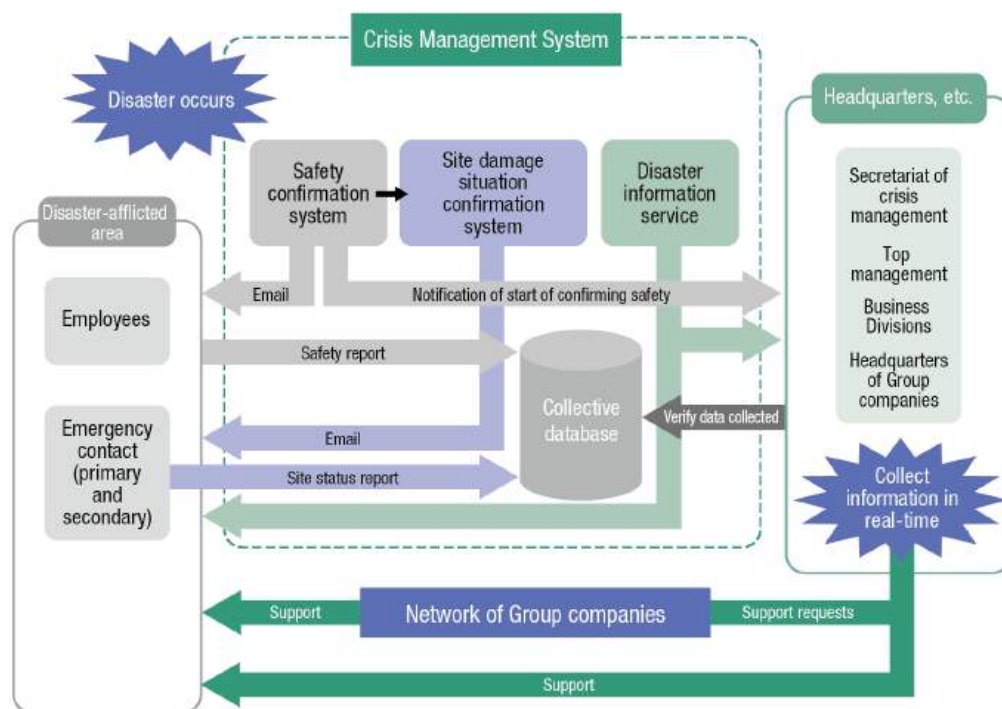 Crisis Management System
Disaster occurs
Headquarters, etc.
Safety
confirmation
system
Site damage
situation
confirmation
system
Disaster
information
service
Secretariat of
crisis
management
Top
management
Business
Divisions
Headquarters
of Group
companies
Disaster-afflicted
area
Employees
Emergency
contact
(primary
and
secondary)
Email
Notification of start of confirming safety
Safety report
Collective
database
Verify data collected
Email
Site status report
Collect
information in
real-time
Support
Network of Group companies
Support requests
Support